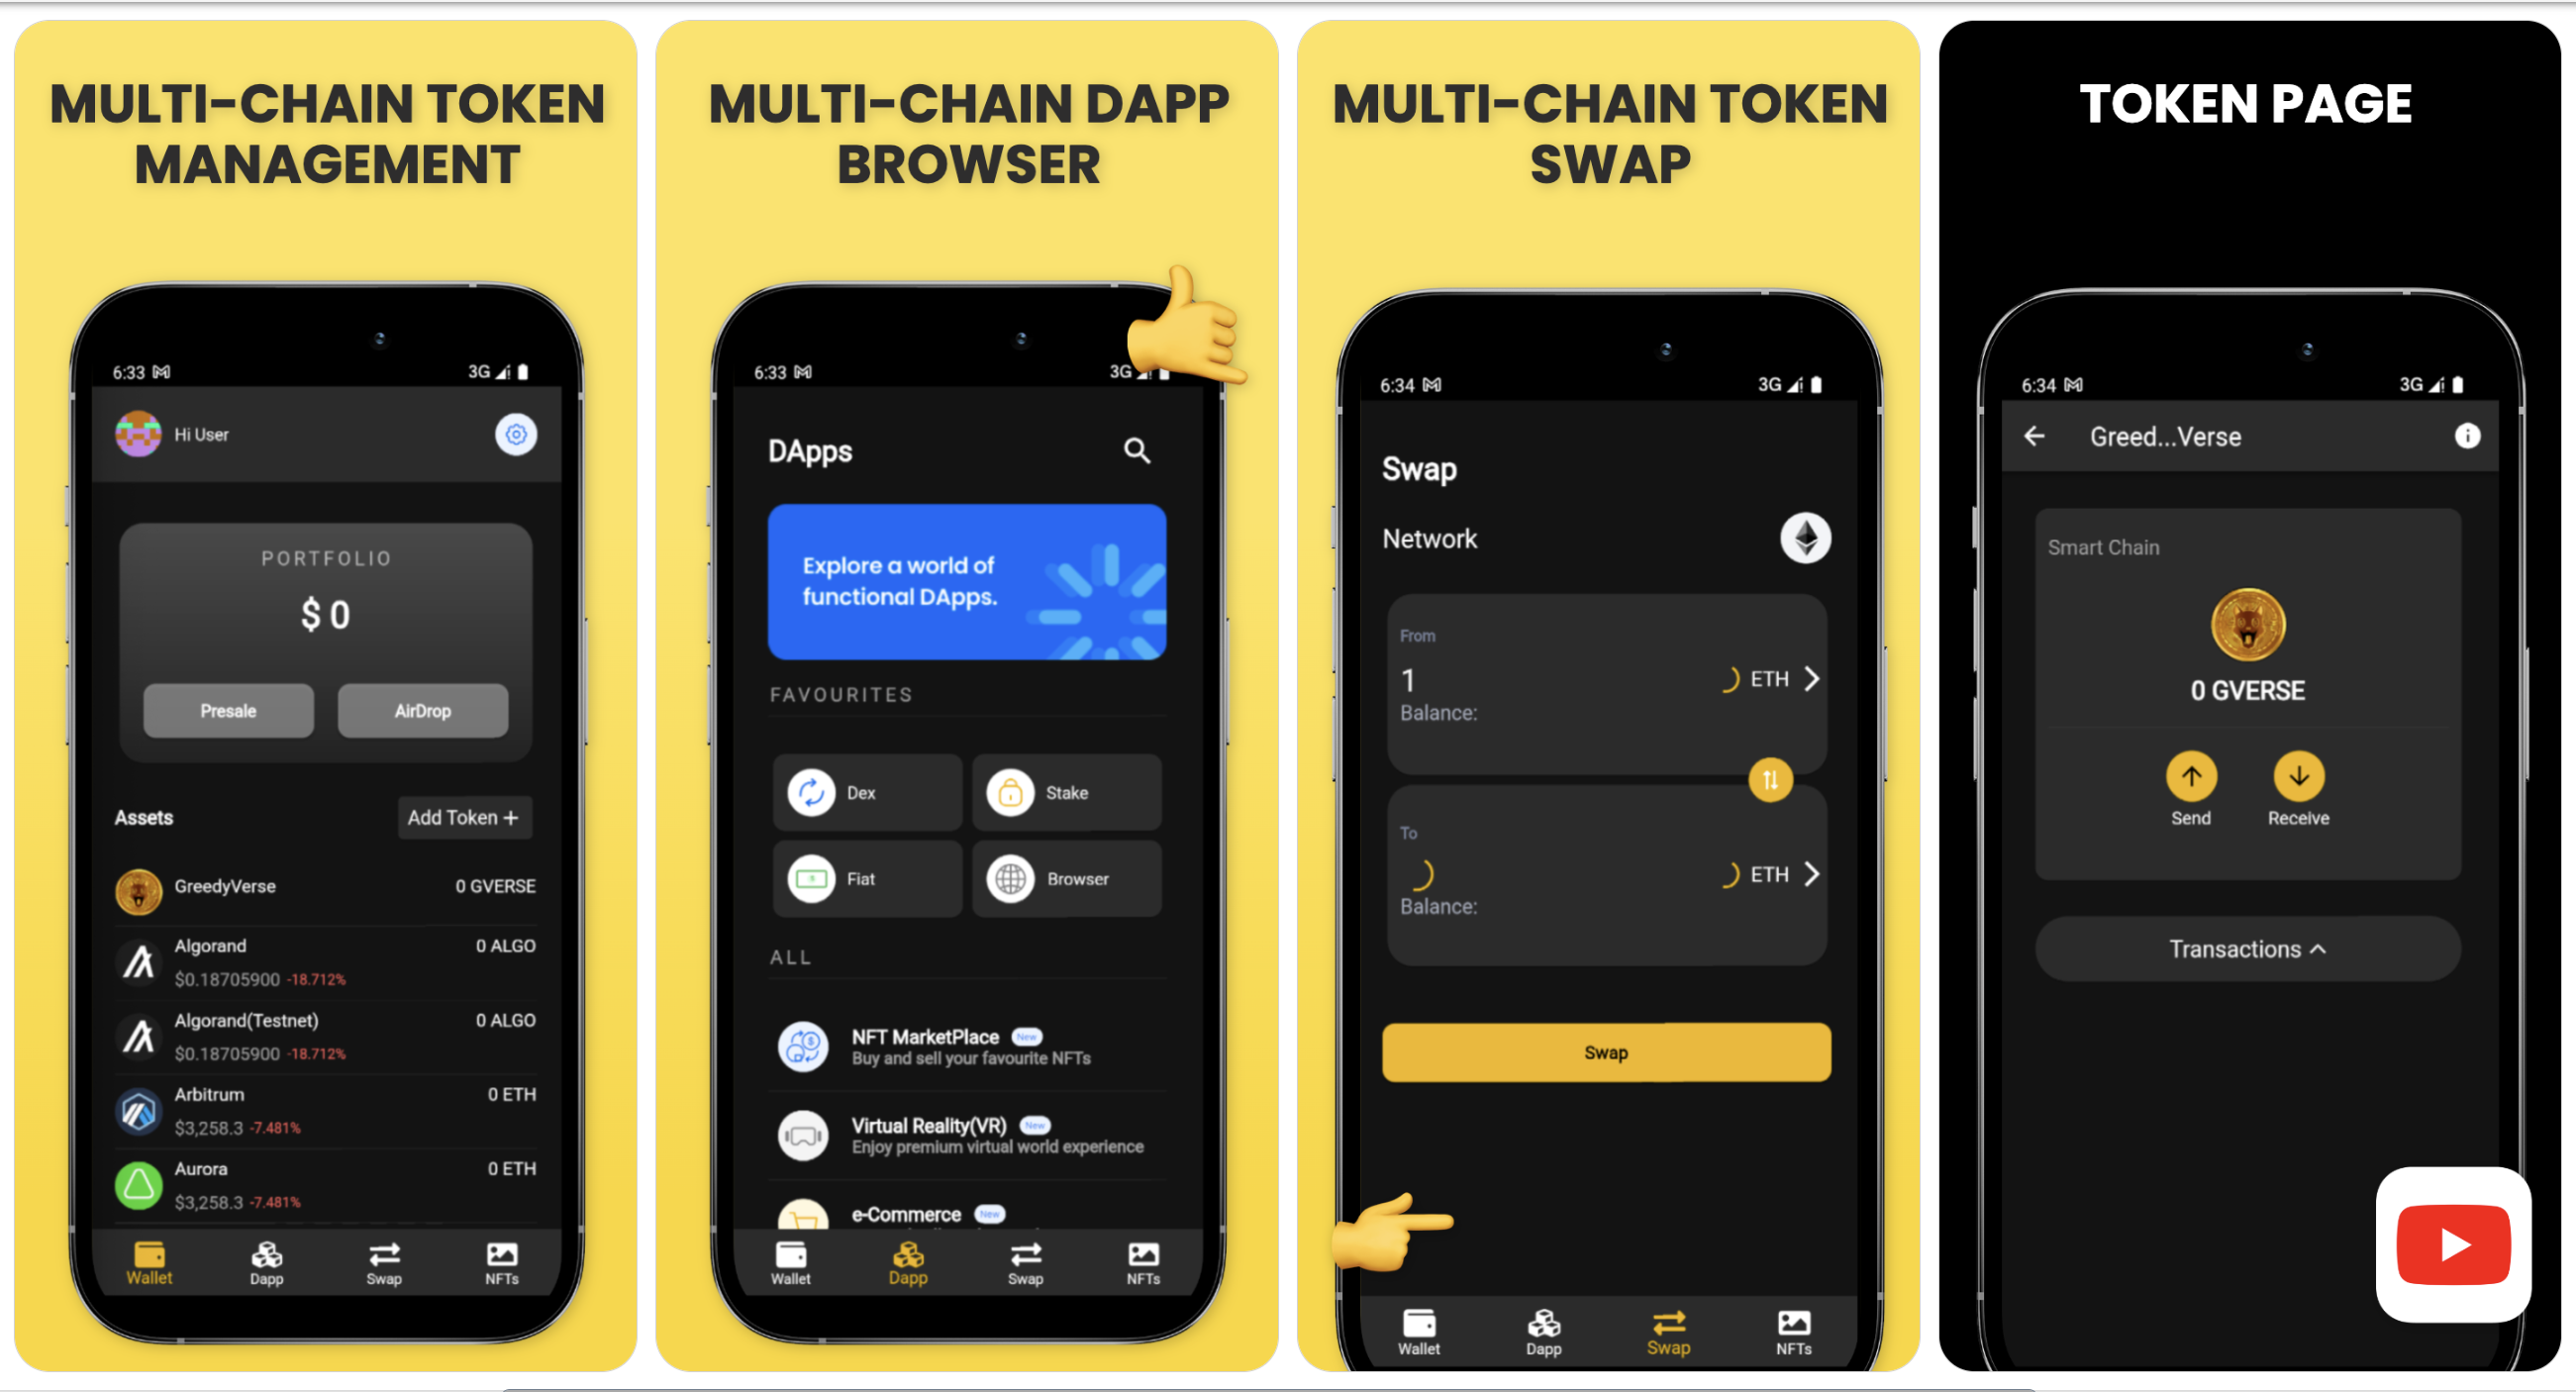 MULTI-CHAIN TOKEN
MANAGEMENT
6:33
3G
Hi User
PORTFOLIO
$ 0
Presale
AirDrop
Assets
Add Token +
GreedyVerse
0 GVERSE
Algorand
0 ALGO
$0.18705900 -18.712%
Algorand(Testnet)
0 ALGO
$0.18705900 -18.712%
Arbitrum
0 ETH
$3,258.3 -7.481%
Aurora
0 ETH
$3,258.3 -7.481%
Wallet
Dapp
Swap
NFTs
MULTI-CHAIN DAPP
BROWSER
6:33
3G
DApps
Explore a world of
functional DApps.
FAVOURITES
Dex
Stake
Fiat
Browser
ALL
NFT MarketPlace New
Buy and sell your favourite NFTs
Virtual Reality(VR) New
Enjoy premium virtual world experience
e-Commerce New
Wallet
Dapp
Swap
NFTs
MULTI-CHAIN TOKEN
SWAP
6:34
3G
Swap
Network
From
1
ETH
Balance:
To
ETH
Balance:
Swap
Wallet
Dapp
Swap
NFTs
TOKEN PAGE
6:34
3G
Greed...Verse
Smart Chain
0 GVERSE
Send
Receive
Transactions